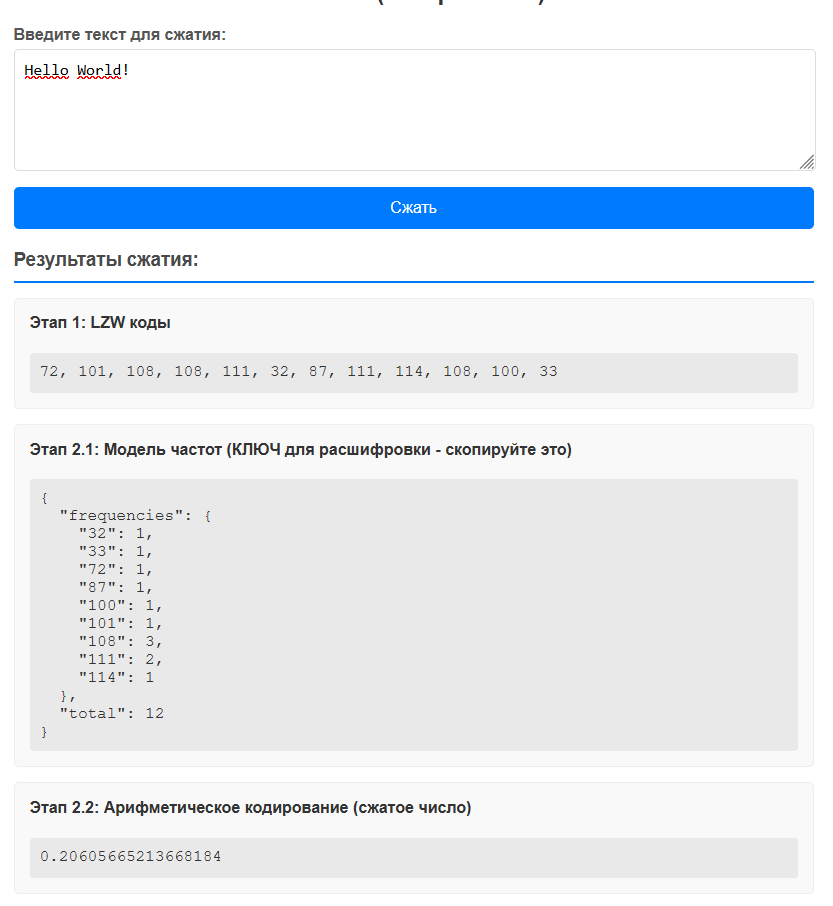 Введите текст для сжатия:
Hello World!
Сжать
Результаты сжатия:
Этап 1: LZW коды
72, 101, 108, 108, 111, 32, 87, 111, 114, 108, 100, 33
Этап 2.1: Модель частот (КЛЮЧ для расшифровки - скопируйте это)
{
  "frequencies": {
    "32": 1,
    "33": 1,
    "72": 1,
    "87": 1,
    "100": 1,
    "101": 1,
    "108": 3,
    "111": 2,
    "114": 1
  },
  "total": 12
}
Этап 2.2: Арифметическое кодирование (сжатое число)
0.20605665213668184